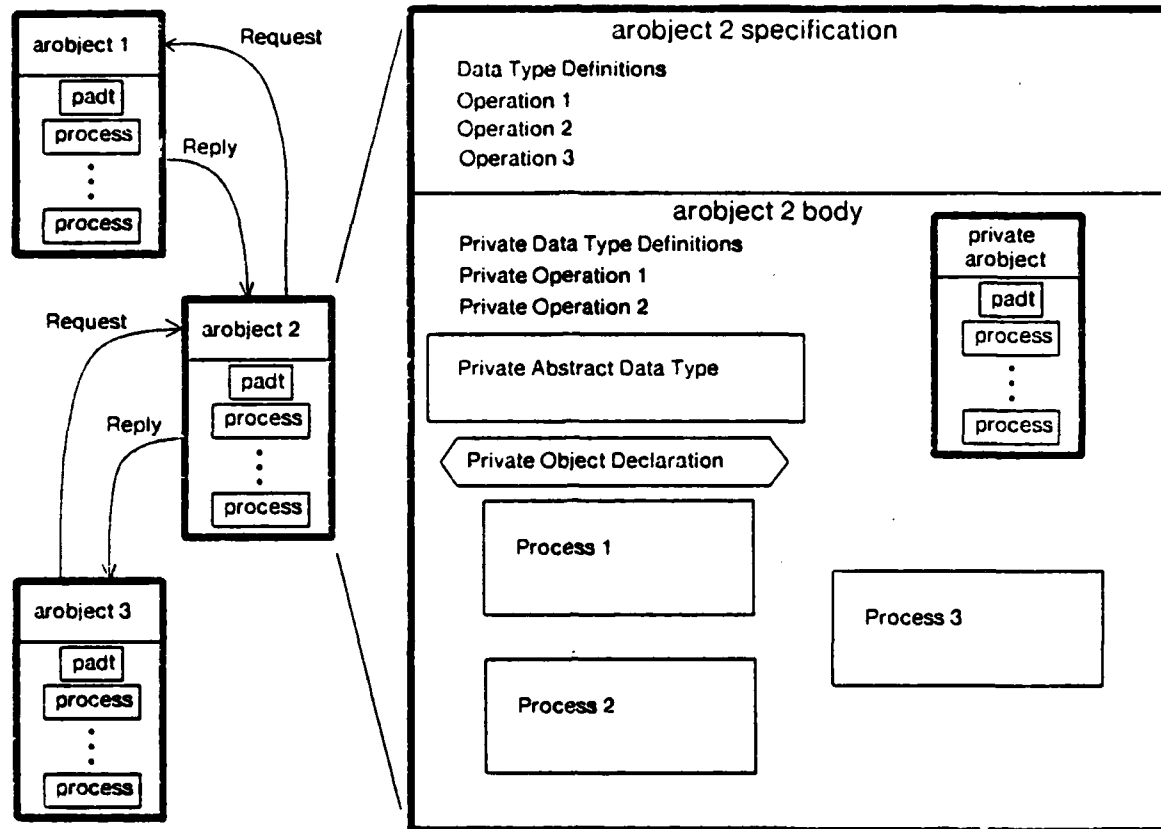 arobject 1
padt
process
process
Request
Reply
arobject 2
padt
process
process
Request
Reply
arobject 3
padt
process
process
arobject 2 specification
Data Type Definitions
Operation 1
Operation 2
Operation 3
arobject 2 body
Private Data Type Definitions
Private Operation 1
Private Operation 2
Private Abstract Data Type
Private Object Declaration
Process 1
Process 2
Process 3
private
arobject
padt
process
process